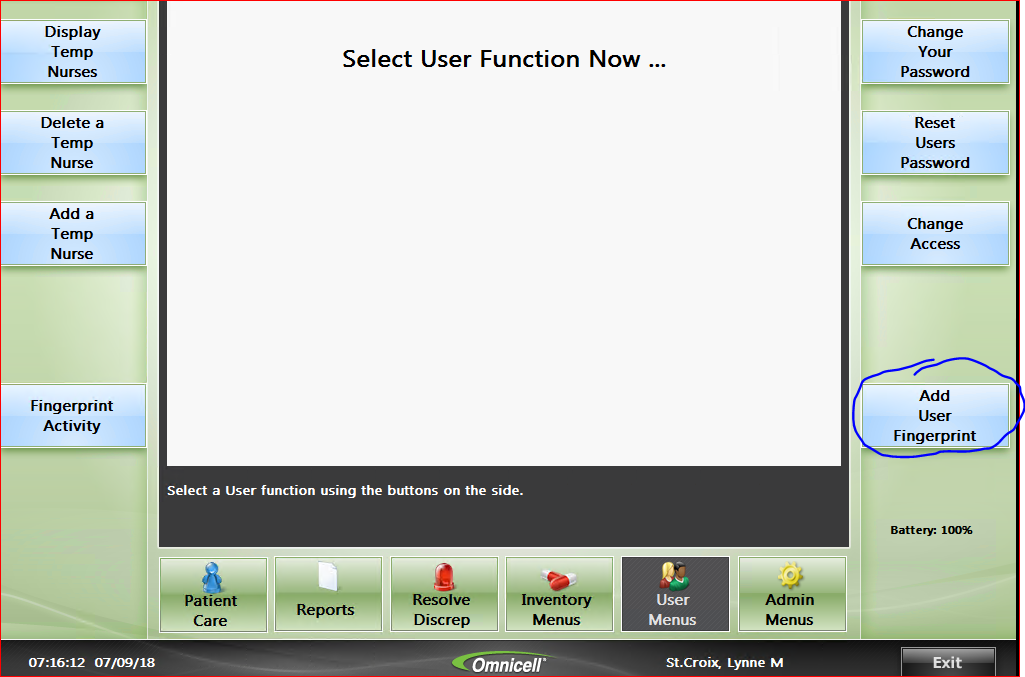 Display
Temp
Nurses
Delete a
Temp
Nurse
Add a
Temp
Nurse
Fingerprint
Activity
Select User Function Now ...
Select a User function using the buttons on the side.
Change
Your
Password
Reset
Users
Password
Change
Access
Add
User
Fingerprint
Battery: 100%
Patient
Care
Reports
Resolve
Discrep
Inventory
Menus
User
Menus
Admin
Menus
07:16:12 07/09/18
Omnicell®
St.Croix, Lynne M
Exit